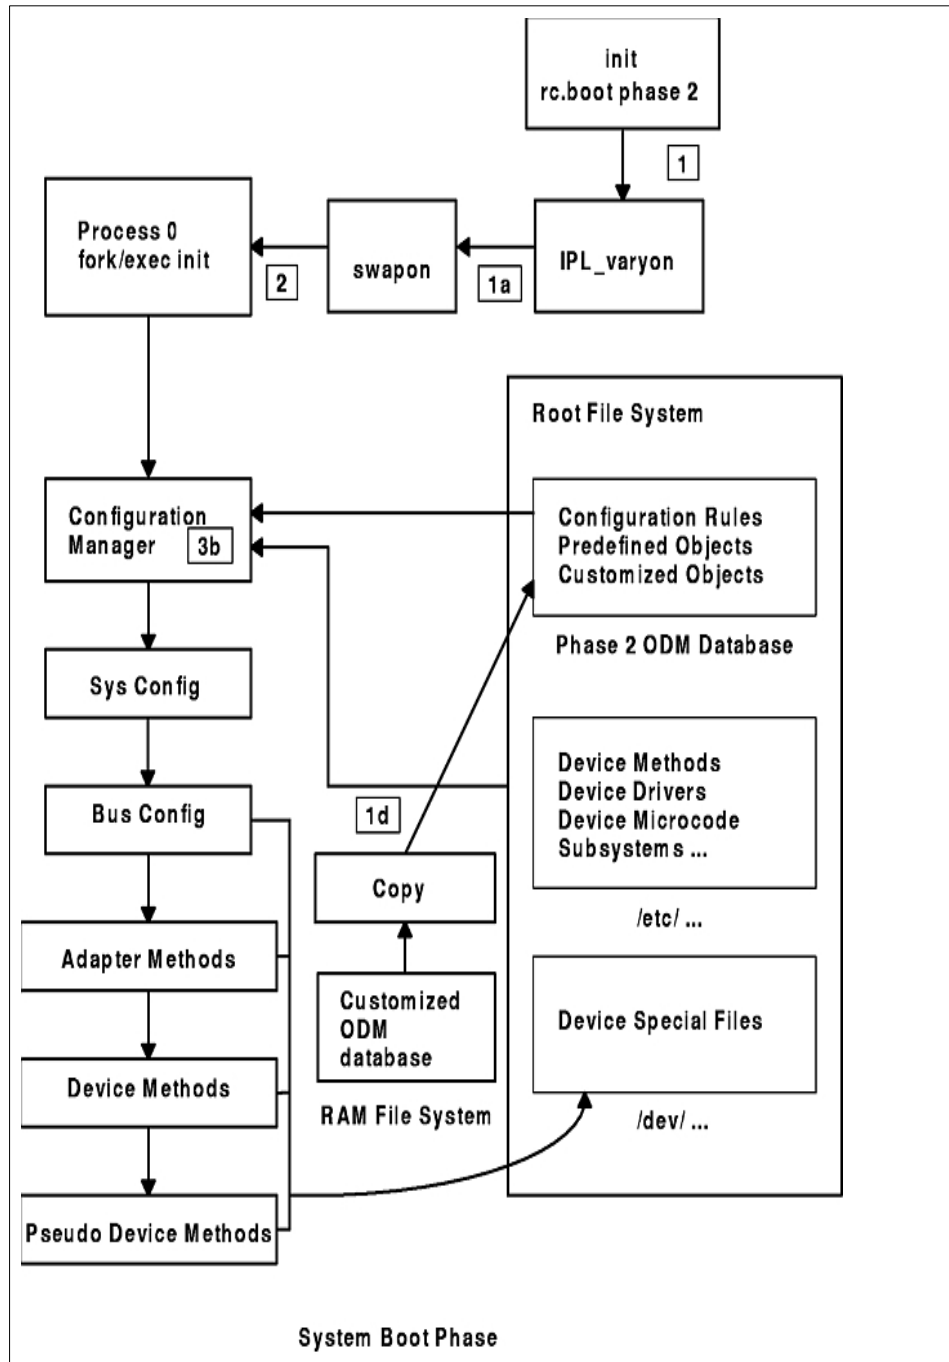 init
rc.boot phase 2
1
Process 0
fork/exec init
2
swapon
1a
IPL_varyon
Root File System
Configuration
Manager
3b
Configuration Rules
Predefined Objects
Customized Objects
Phase 2 ODM Database
Sys Config
Bus Config
1d
Device Methods
Device Drivers
Device Microcode
Subsystems ...
/etc/ ...
Copy
Adapter Methods
Customized
ODM
database
RAM File System
Device Special Files
/dev/ ...
Device Methods
Pseudo Device Methods
System Boot Phase